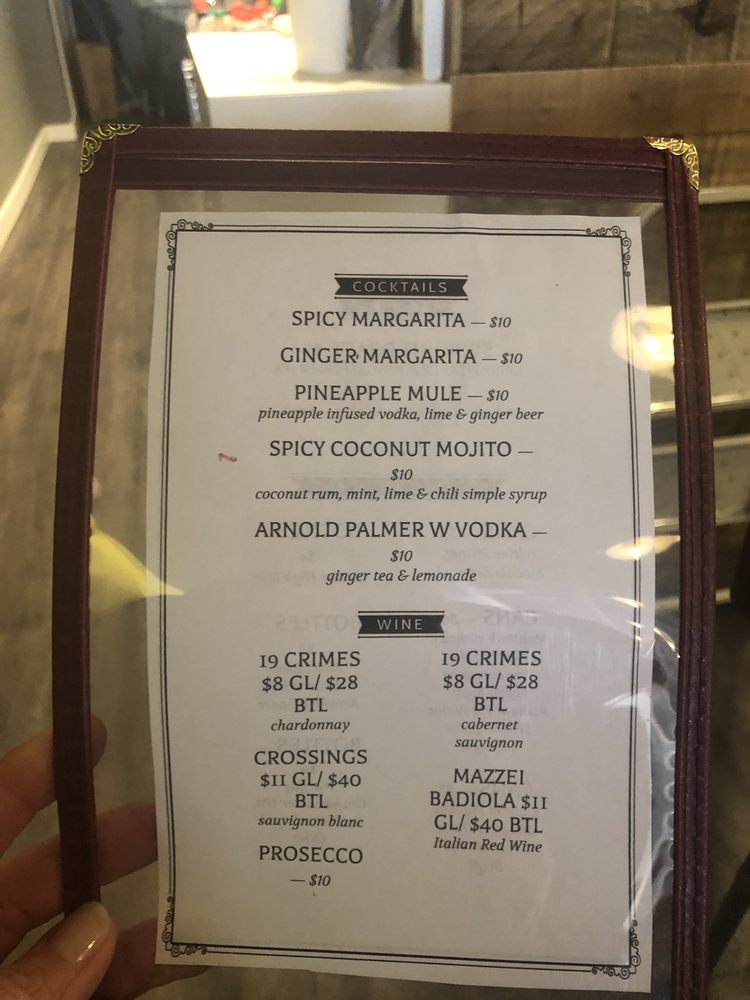 COCKTAILS
SPICY MARGARITA — $10
GINGER MARGARITA — $10
PINEAPPLE MULE — $10
pineapple infused vodka, lime & ginger beer
SPICY COCONUT MOJITO —
$10
coconut rum, mint, lime & chili simple syrup
ARNOLD PALMER W VODKA —
$10
ginger tea & lemonade
WINE
19 CRIMES
$8 GL/ $28
BTL
chardonnay
CROSSINGS
$11 GL/ $40
BTL
sauvignon blanc
PROSECCO
— $10
19 CRIMES
$8 GL/ $28
BTL
cabernet
sauvignon
MAZZEI
BADIOLA $11
GL/ $40 BTL
Italian Red Wine